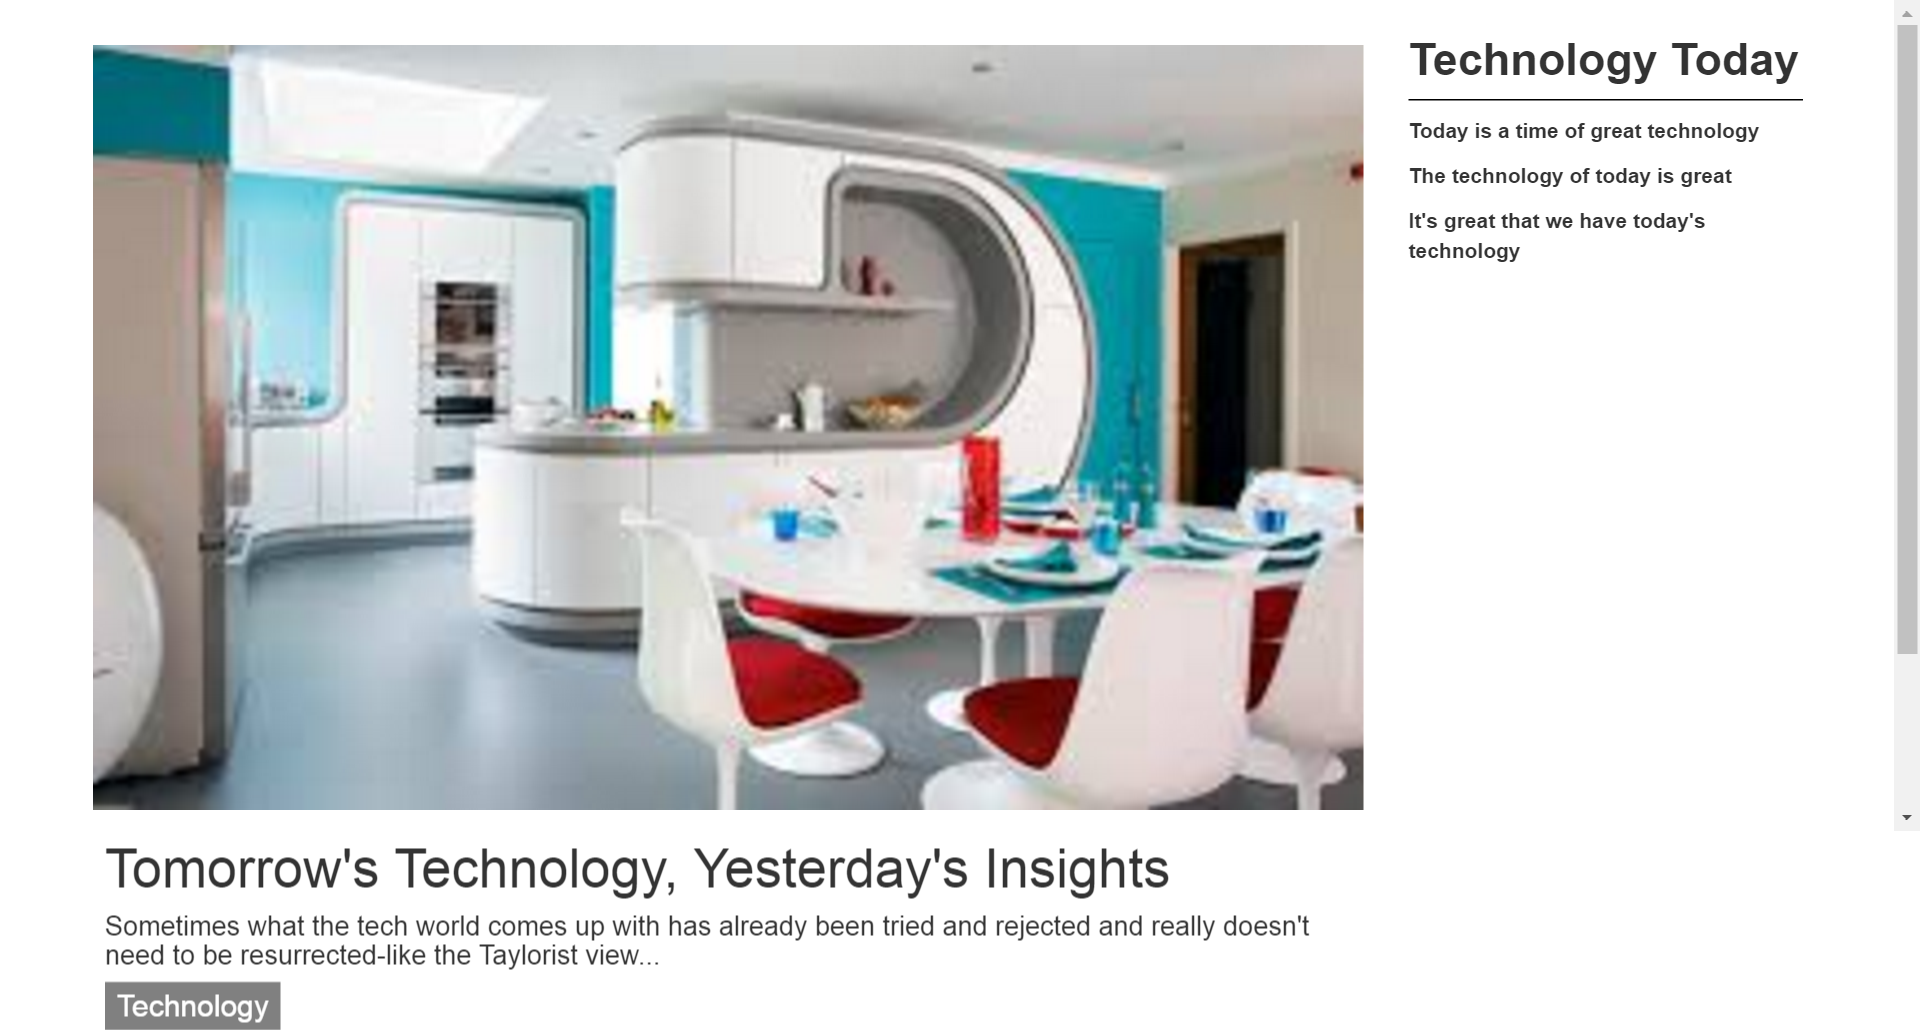 Technology Today
Today is a time of great technology
The technology of today is great
It's great that we have today's
technology
Tomorrow's Technology, Yesterday's Insights
Sometimes what the tech world comes up with has already been tried and rejected and really doesn't
need to be resurrected-like the Taylorist view...
Technology